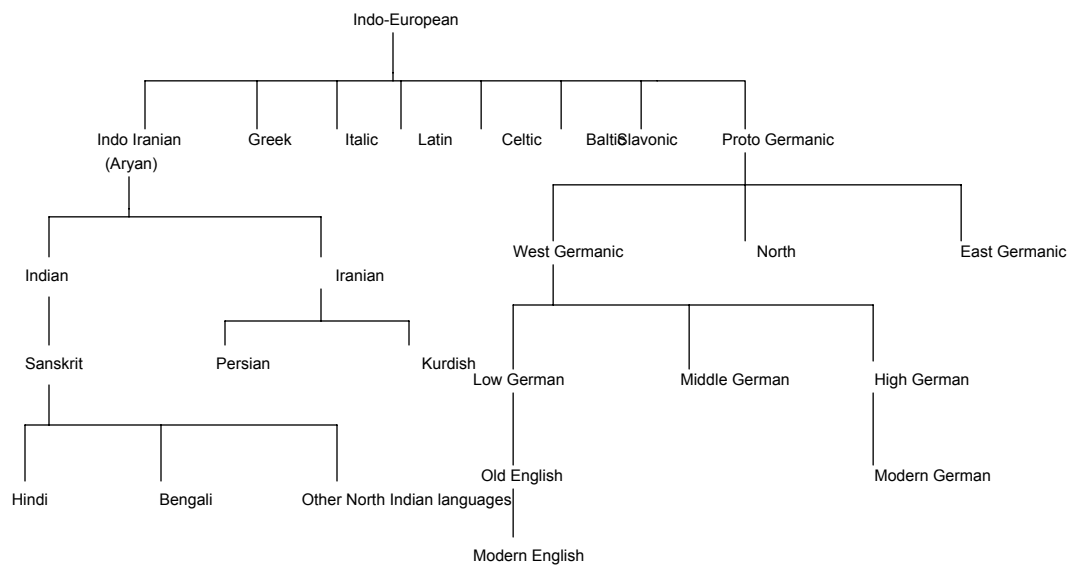 Indo-European
Indo Iranian Greek Italic Latin Celtic Baltic Slavonic Proto Germanic
(Aryan)
West Germanic North East Germanic
Indian Iranian
Sanskrit Persian Kurdish
Low German Middle German High German
Old English Modern German
Hindi Bengali Other North Indian languages
Modern English